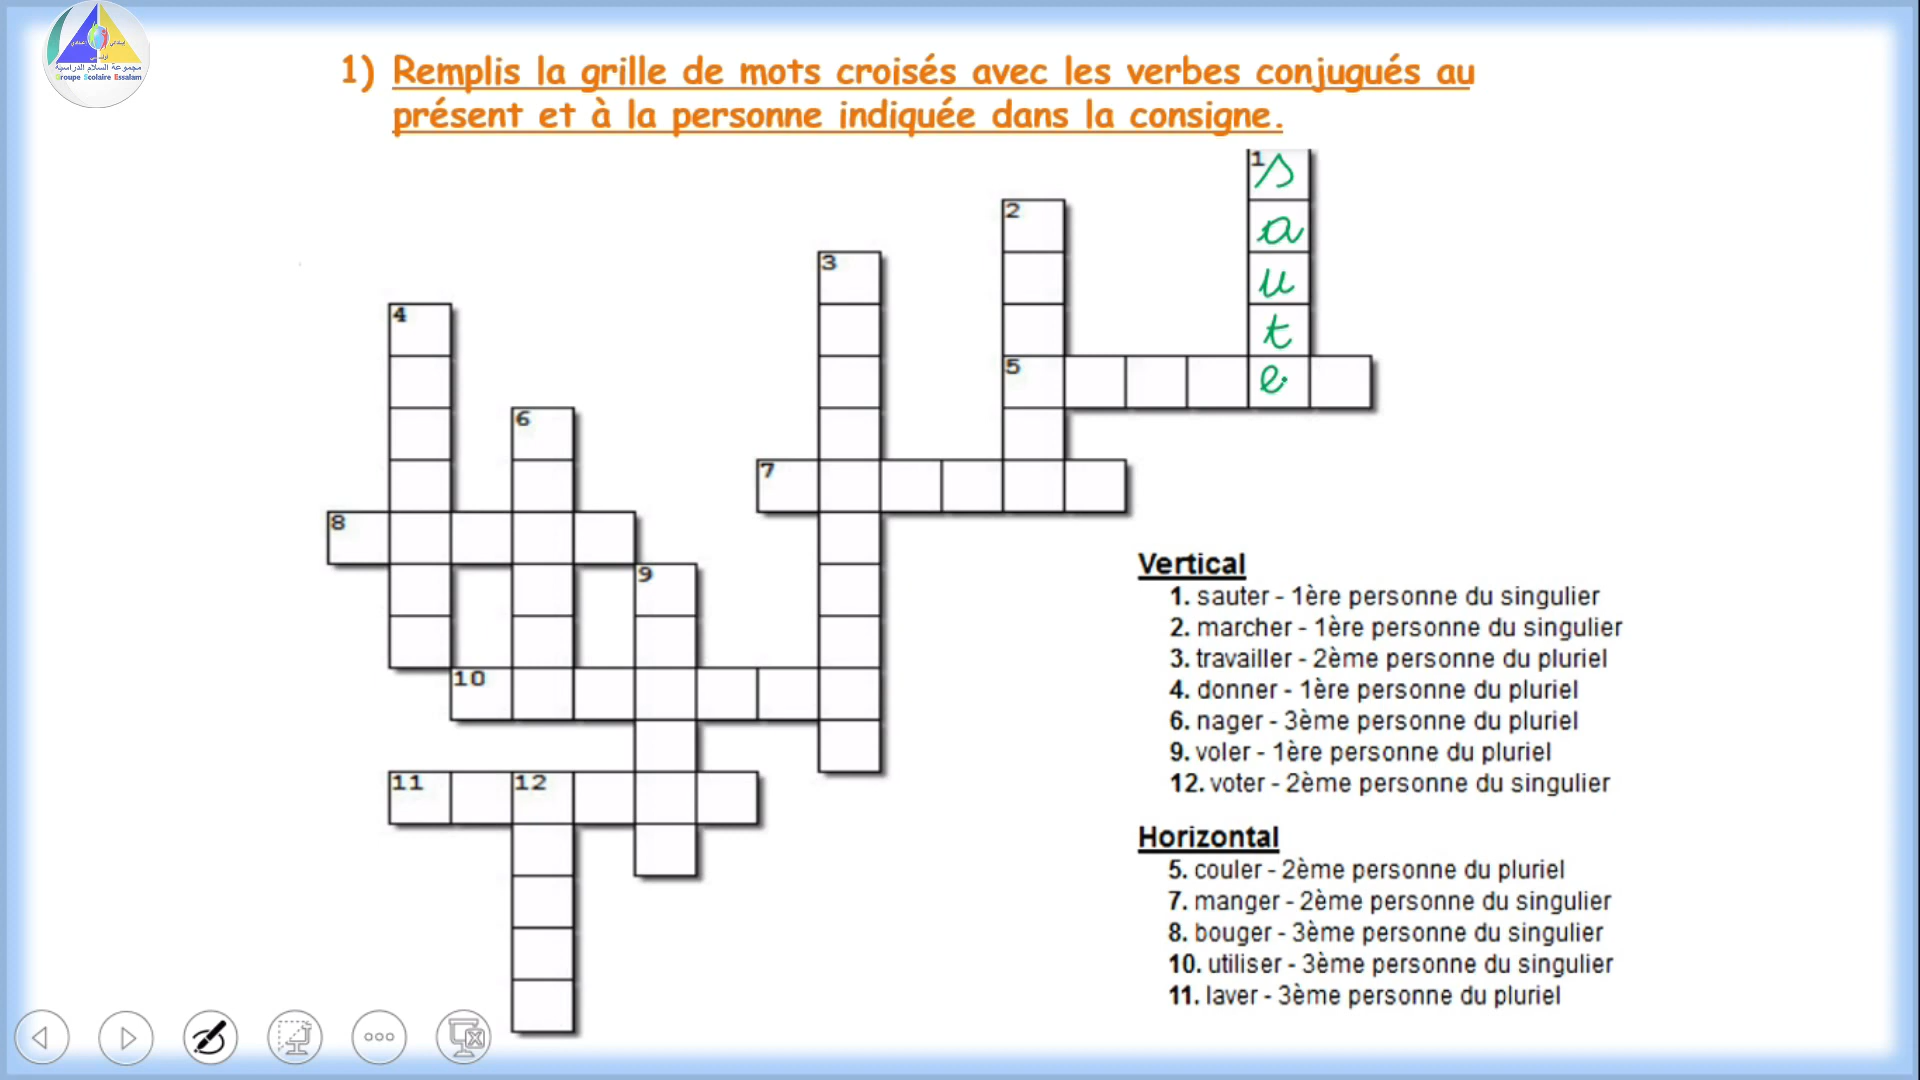 مجموعة السلام الدراسية
Groupe Scolaire Essalam
1) Remplis la grille de mots croisés avec les verbes conjugués au
présent et à la personne indiquée dans la consigne.
1 s
a
u
t
e
2
3
4
5
6
7
8
9
10
11 12
Vertical
1. sauter - 1ère personne du singulier
2. marcher - 1ère personne du singulier
3. travailler - 2ème personne du pluriel
4. donner - 1ère personne du pluriel
6. nager - 3ème personne du pluriel
9. voler - 1ère personne du pluriel
12. voter - 2ème personne du singulier
Horizontal
5. couler - 2ème personne du pluriel
7. manger - 2ème personne du singulier
8. bouger - 3ème personne du singulier
10. utiliser - 3ème personne du singulier
11. laver - 3ème personne du pluriel